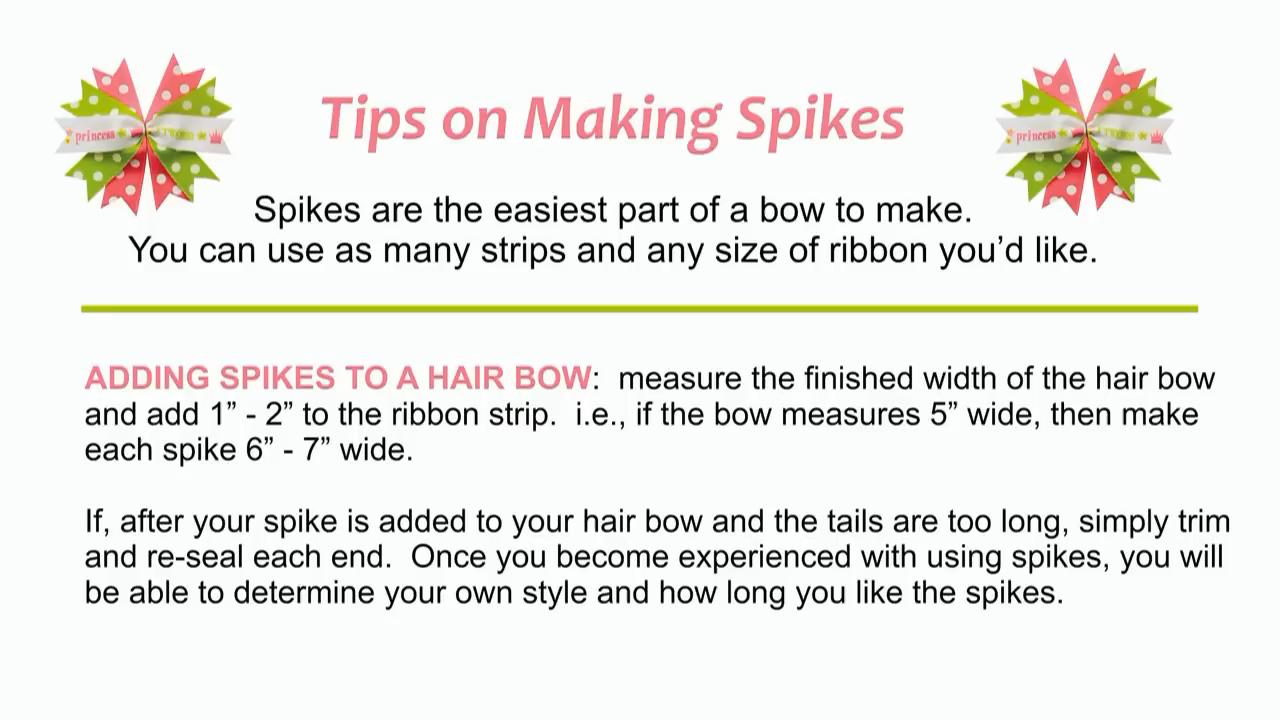 Tips on Making Spikes
princess
princess
Spikes are the easiest part of a bow to make.
You can use as many strips and any size of ribbon you’d like.
ADDING SPIKES TO A HAIR BOW:  measure the finished width of the hair bow
and add 1” - 2” to the ribbon strip.  i.e., if the bow measures 5” wide, then make
each spike 6” - 7” wide.
If, after your spike is added to your hair bow and the tails are too long, simply trim
and re-seal each end.  Once you become experienced with using spikes, you will
be able to determine your own style and how long you like the spikes.